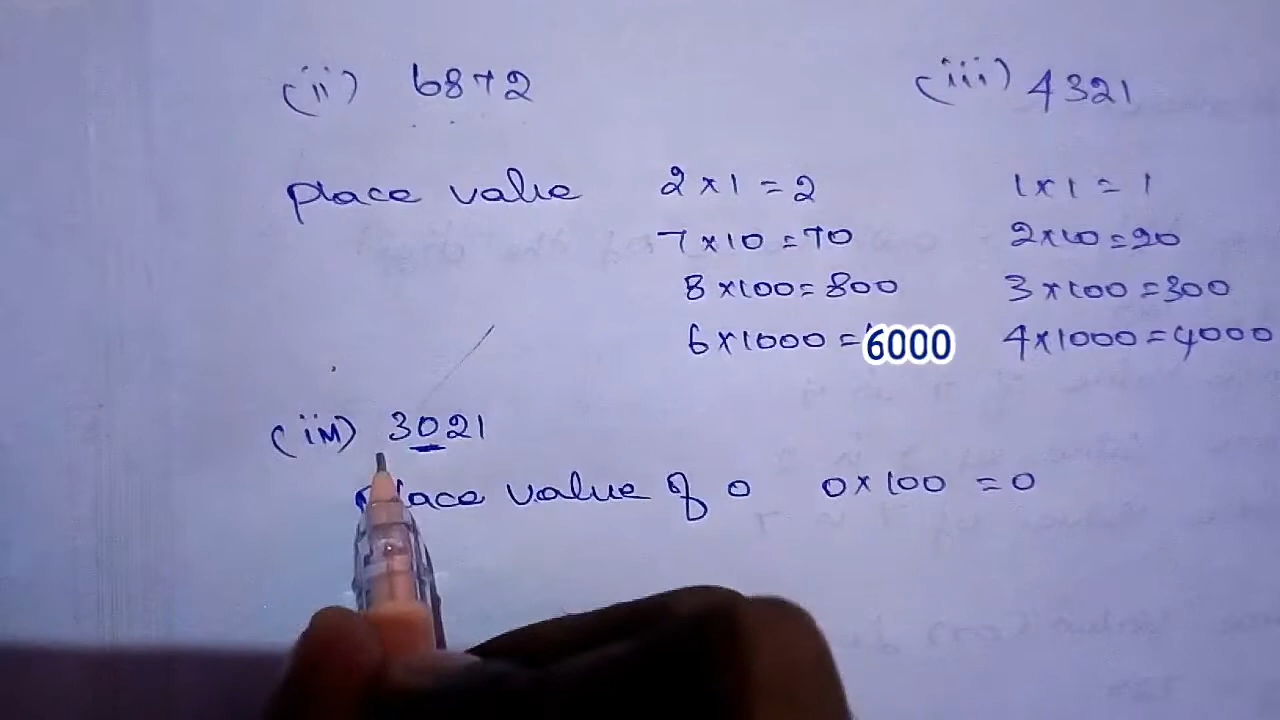 (ii) 6872 (iii) 4321
place value 2×1=2 1×1=1
7×10=70 2×10=20
8×100=800 3×100=300
6×1000=6000 4×1000=4000
(iv) 3021
place value of 0 0×100=0